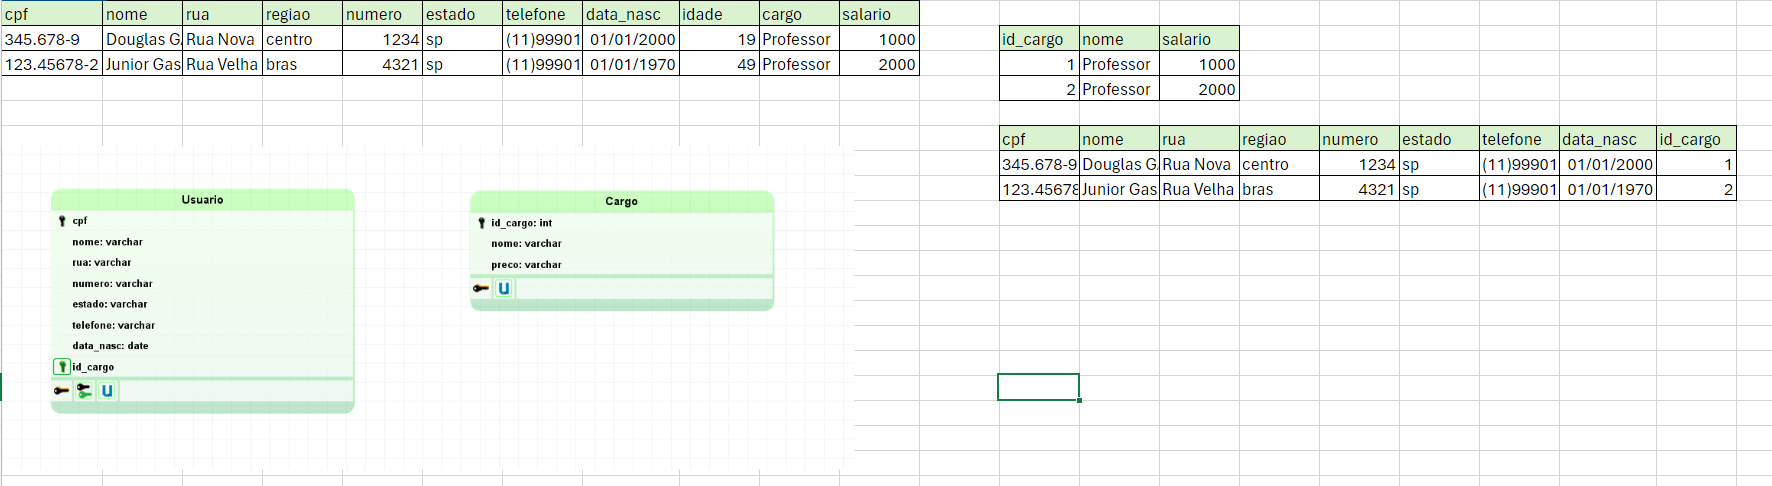 cpf nome rua regiao numero estado telefone data_nasc idade cargo salario
345.678-9 Douglas G Rua Nova centro 1234 sp (11)99901 01/01/2000 19 Professor 1000
123.45678-2 Junior Gas Rua Velha bras 4321 sp (11)99901 01/01/1970 49 Professor 2000
id_cargo nome salario
1 Professor 1000
2 Professor 2000
cpf nome rua regiao numero estado telefone data_nasc id_cargo
345.678-9 Douglas G Rua Nova centro 1234 sp (11)99901 01/01/2000 1
123.45678 Junior Gas Rua Velha bras 4321 sp (11)99901 01/01/1970 2
Usuario
cpf
nome: varchar
rua: varchar
numero: varchar
estado: varchar
telefone: varchar
data_nasc: date
id_cargo
U
Cargo
id_cargo: int
nome: varchar
preco: varchar
U